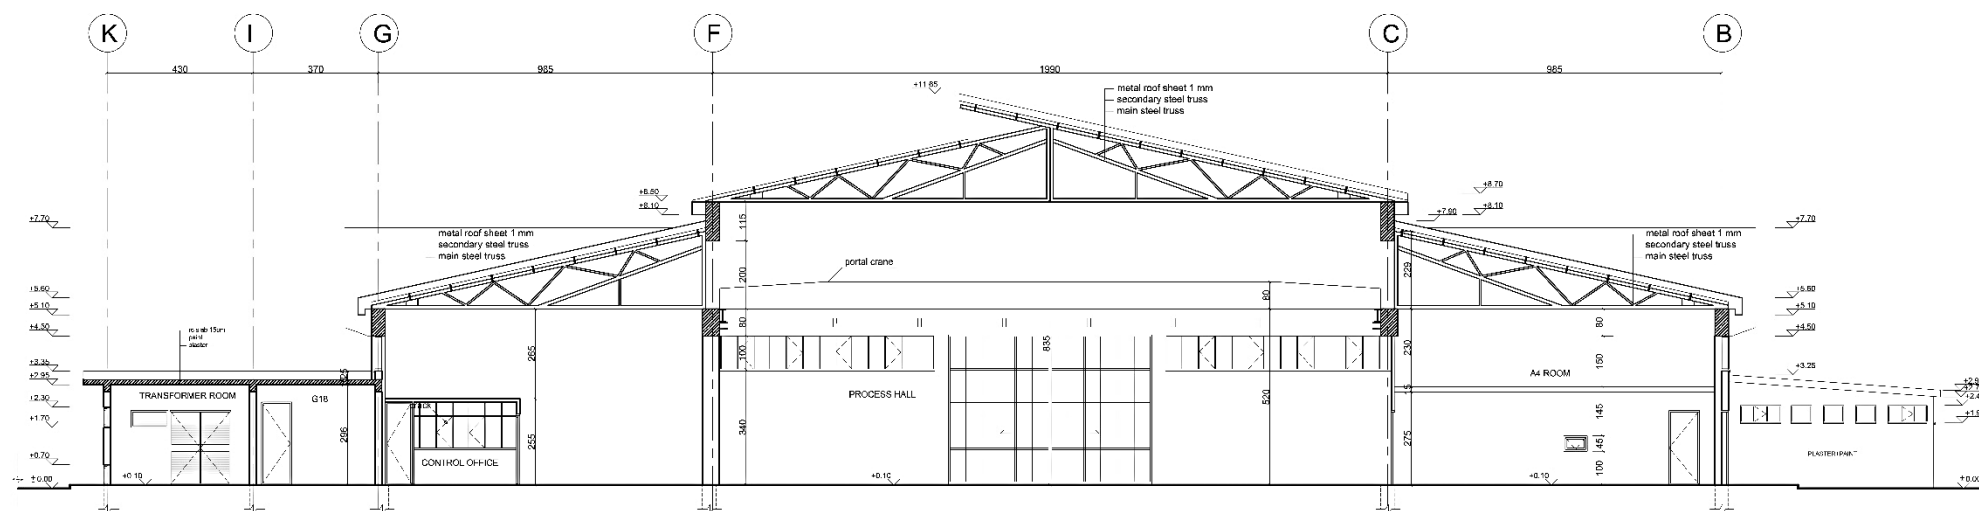 K I G F C B
430 370 985 1990 985
+11.85
metal roof sheet 1 mm
secondary steel truss
main steel truss
+8.70
+8.10
+8.10
+7.90
+7.70
+7.70
115
metal roof sheet 1 mm
secondary steel truss
main steel truss
metal roof sheet 1 mm
secondary steel truss
main steel truss
portal crane
200
229
80
+5.60
+5.10
+4.50
+5.60
+5.10
+4.50
80
80
plaster
265
100
835
230
150
+3.35
+2.95
+2.30
+1.70
+0.70
+3.25
TRANSFORMER ROOM
G18
PROCESS HALL
A4 ROOM
520
15
340
145
45
275
100
296
255
CONTROL OFFICE
PLASTER+PAINT
+0.10
+0.10
+0.10
±0.00
±0.00